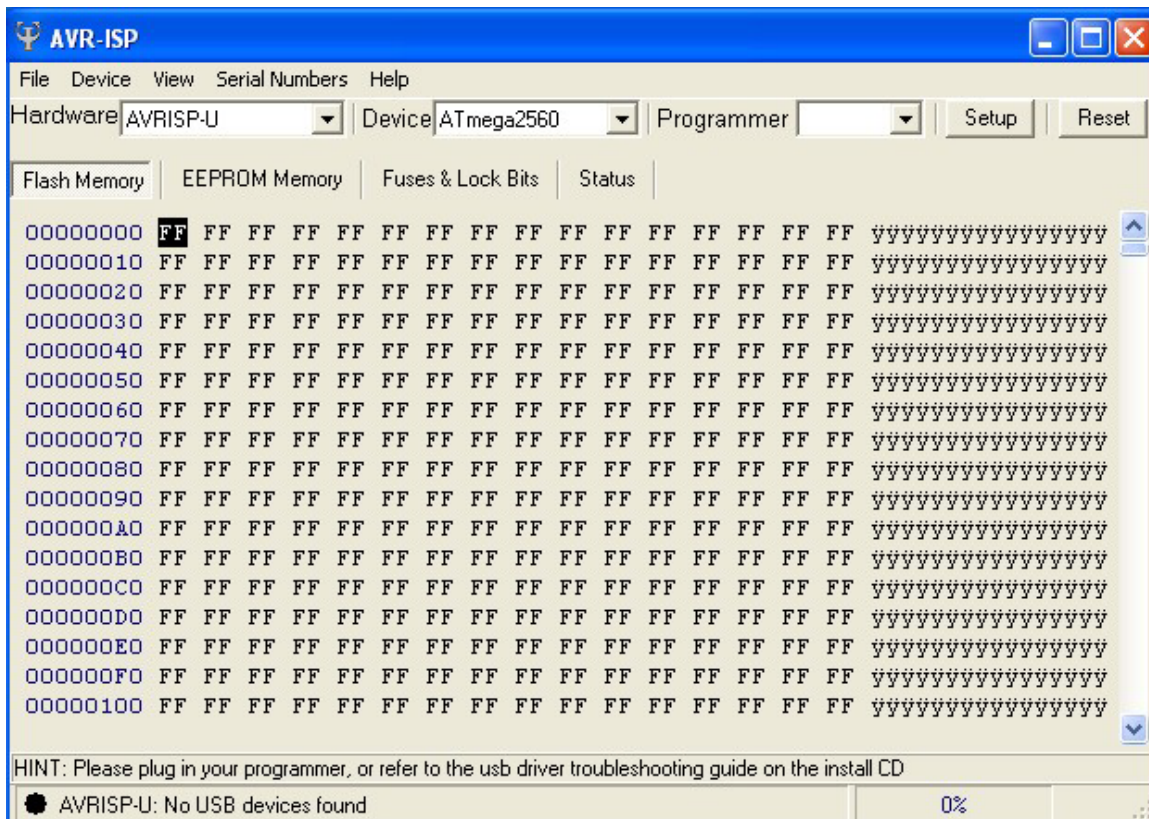 AVR-ISP
File Device View Serial Numbers Help
Hardware AVRISP-U Device ATmega2560 Programmer Setup Reset
Flash Memory EEPROM Memory Fuses & Lock Bits Status
00000000 FF FF FF FF FF FF FF FF FF FF FF FF FF FF FF FF ÿÿÿÿÿÿÿÿÿÿÿÿÿÿÿÿ
00000010 FF FF FF FF FF FF FF FF FF FF FF FF FF FF FF FF ÿÿÿÿÿÿÿÿÿÿÿÿÿÿÿÿ
00000020 FF FF FF FF FF FF FF FF FF FF FF FF FF FF FF FF ÿÿÿÿÿÿÿÿÿÿÿÿÿÿÿÿ
00000030 FF FF FF FF FF FF FF FF FF FF FF FF FF FF FF FF ÿÿÿÿÿÿÿÿÿÿÿÿÿÿÿÿ
00000040 FF FF FF FF FF FF FF FF FF FF FF FF FF FF FF FF ÿÿÿÿÿÿÿÿÿÿÿÿÿÿÿÿ
00000050 FF FF FF FF FF FF FF FF FF FF FF FF FF FF FF FF ÿÿÿÿÿÿÿÿÿÿÿÿÿÿÿÿ
00000060 FF FF FF FF FF FF FF FF FF FF FF FF FF FF FF FF ÿÿÿÿÿÿÿÿÿÿÿÿÿÿÿÿ
00000070 FF FF FF FF FF FF FF FF FF FF FF FF FF FF FF FF ÿÿÿÿÿÿÿÿÿÿÿÿÿÿÿÿ
00000080 FF FF FF FF FF FF FF FF FF FF FF FF FF FF FF FF ÿÿÿÿÿÿÿÿÿÿÿÿÿÿÿÿ
00000090 FF FF FF FF FF FF FF FF FF FF FF FF FF FF FF FF ÿÿÿÿÿÿÿÿÿÿÿÿÿÿÿÿ
000000A0 FF FF FF FF FF FF FF FF FF FF FF FF FF FF FF FF ÿÿÿÿÿÿÿÿÿÿÿÿÿÿÿÿ
000000B0 FF FF FF FF FF FF FF FF FF FF FF FF FF FF FF FF ÿÿÿÿÿÿÿÿÿÿÿÿÿÿÿÿ
000000C0 FF FF FF FF FF FF FF FF FF FF FF FF FF FF FF FF ÿÿÿÿÿÿÿÿÿÿÿÿÿÿÿÿ
000000D0 FF FF FF FF FF FF FF FF FF FF FF FF FF FF FF FF ÿÿÿÿÿÿÿÿÿÿÿÿÿÿÿÿ
000000E0 FF FF FF FF FF FF FF FF FF FF FF FF FF FF FF FF ÿÿÿÿÿÿÿÿÿÿÿÿÿÿÿÿ
000000F0 FF FF FF FF FF FF FF FF FF FF FF FF FF FF FF FF ÿÿÿÿÿÿÿÿÿÿÿÿÿÿÿÿ
00000100 FF FF FF FF FF FF FF FF FF FF FF FF FF FF FF FF ÿÿÿÿÿÿÿÿÿÿÿÿÿÿÿÿ
HINT: Please plug in your programmer, or refer to the usb driver troubleshooting guide on the install CD
AVRISP-U: No USB devices found 0%